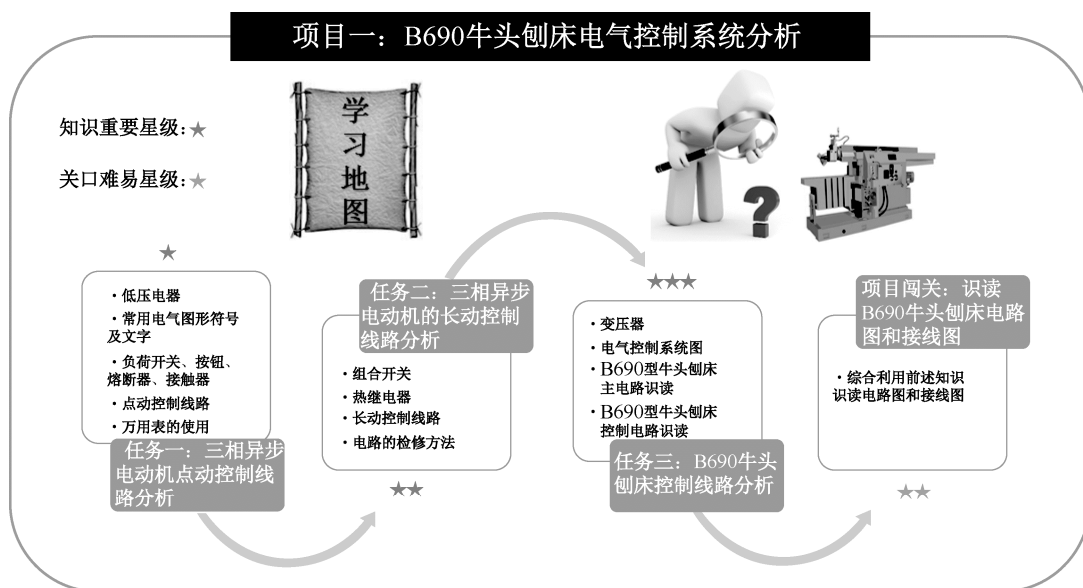 项目一：B690牛头刨床电气控制系统分析
知识重要星级：★
关口难易星级：★
学
习
地
图
?
★
·低压电器
·常用电气图形符号
及文字
·负荷开关、按钮、
熔断器、接触器
·点动控制线路
·万用表的使用
任务一：三相异步
电动机点动控制线
路分析
任务二：三相异步
电动机的长动控制
线路分析
·组合开关
·热继电器
·长动控制线路
·电路的检修方法
★★
★★★
·变压器
·电气控制系统图
·B690型牛头刨床
主电路识读
·B690型牛头刨床
控制电路识读
任务三：B690牛头
刨床控制线路分析
项目闯关：识读
B690牛头刨床电路
图和接线图
·综合利用前述知识
识读电路图和接线图
★★